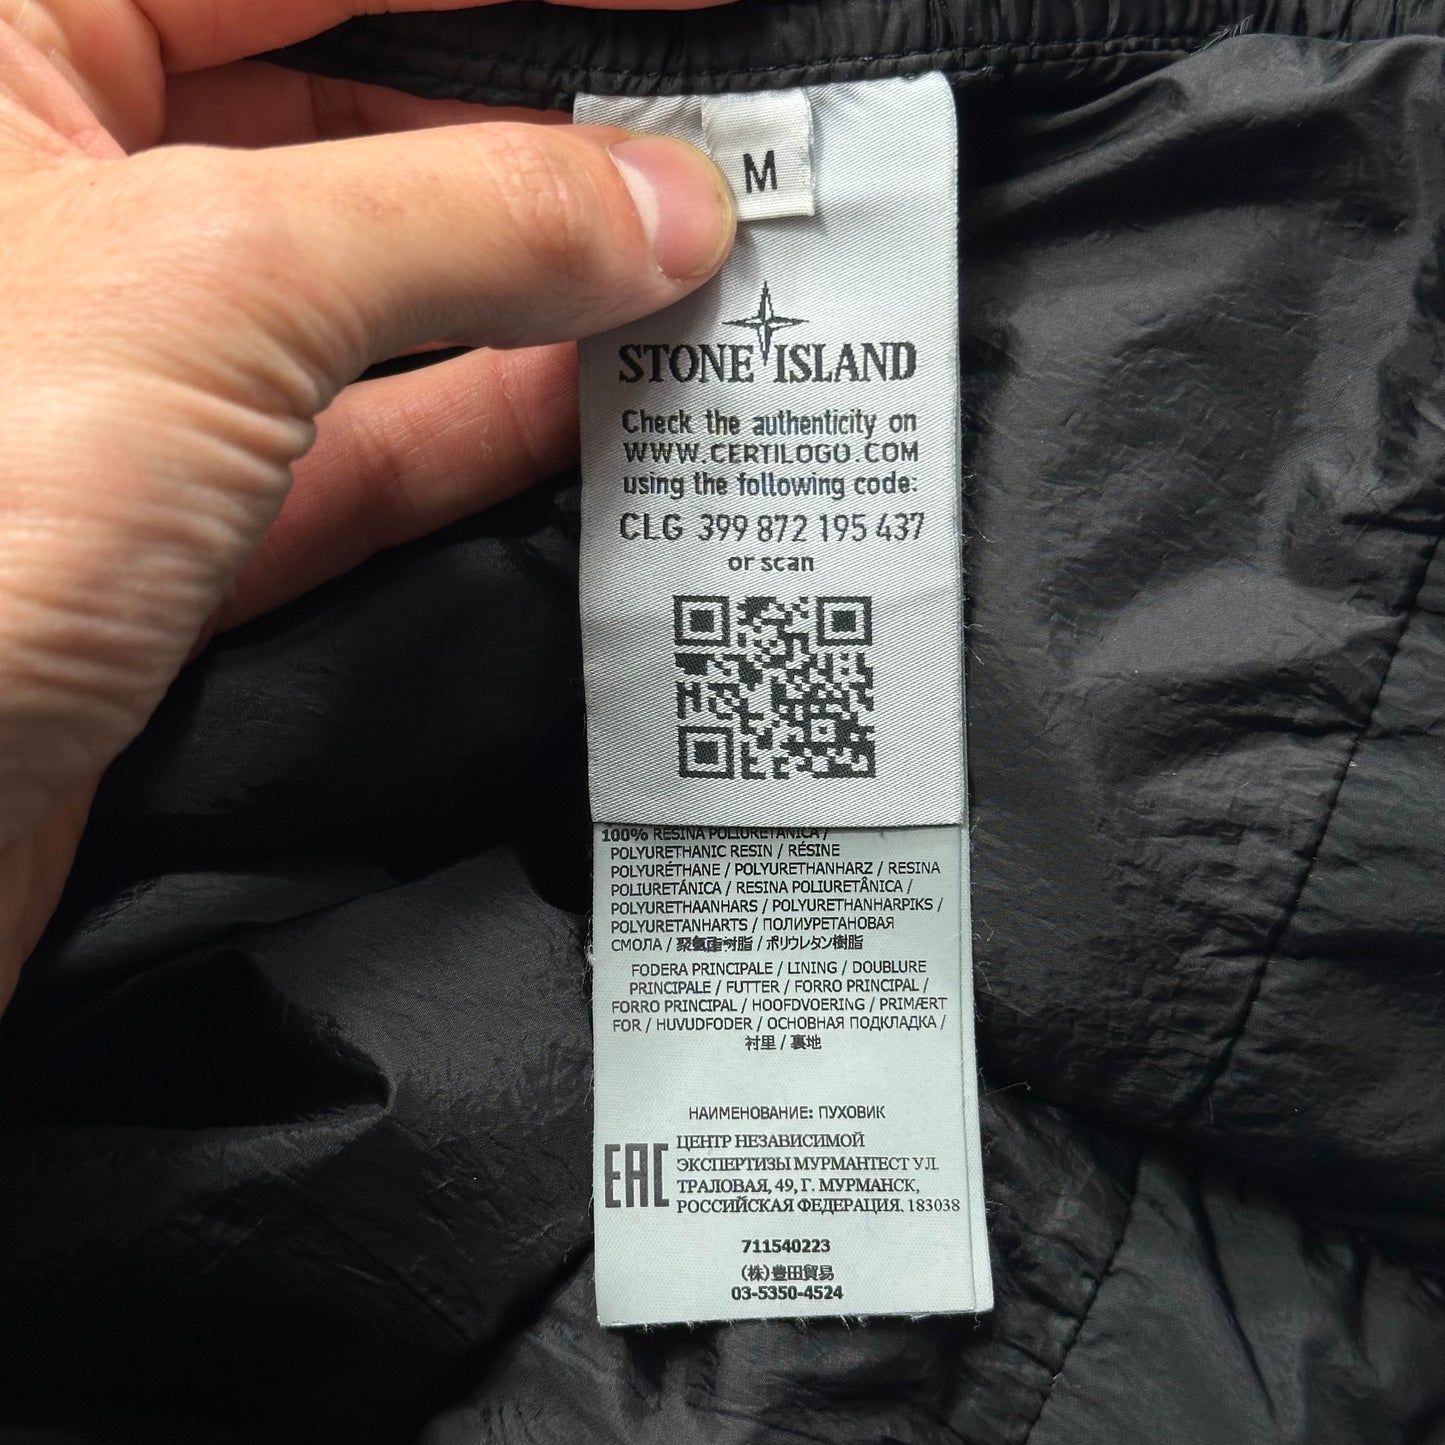 M
STONE ISLAND
Check the authenticity on
WWW.CERTILOGO.COM
using the following code:
CLG 399 872 195 437
or scan
100% RESINA POLIURETANICA /
POLYURETHANIC RESIN / RÉSINE
POLYURÉTHANE / POLYURETHANHARZ / RESINA
POLIURETÁNICA / RESINA POLIURETÂNICA /
POLYURETHAANHARS / POLYURETHANHARPIKS /
POLYURETANHARTS / ПОЛИУРЕТАНОВАЯ
СМОЛА / 聚氨酯树脂 / ポリウレタン樹脂
FODERA PRINCIPALE / LINING / DOUBLURE
PRINCIPALE / FUTTER / FORRO PRINCIPAL /
FORRO PRINCIPAL / HOOFDVOERING / PRIMÆRT
FOR / HUVUDFODER / ОСНОВНАЯ ПОДКЛАДКА /
衬里 / 裏地
НАИМЕНОВАНИЕ: ПУХОВИК
EAC ЦЕНТР НЕЗАВИСИМОЙ
ЭКСПЕРТИЗЫ МУРМАНТЕСТ УЛ.
ТРАЛОВАЯ, 49, Г. МУРМАНСК,
РОССИЙСКАЯ ФЕДЕРАЦИЯ, 183038
711540223
(株)豊田貿易
03-5350-4524